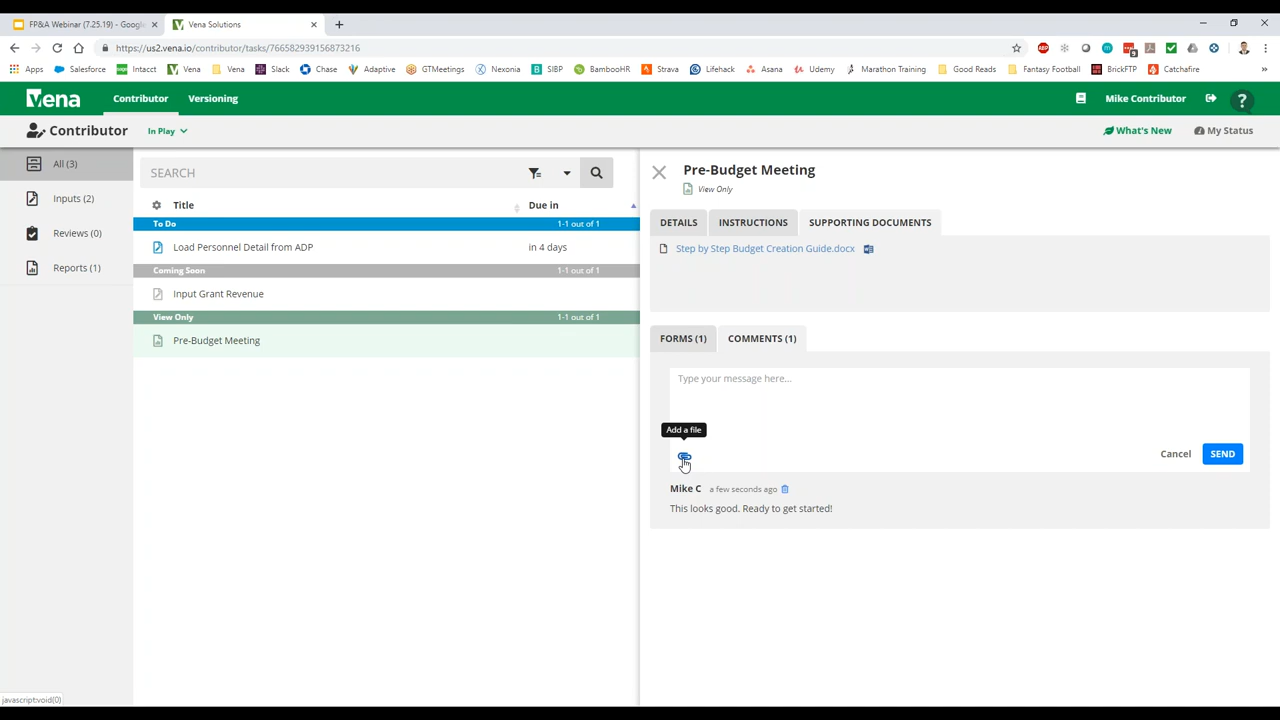 FP&A Webinar (7.25.19) - Google
Vena Solutions
https://us2.vena.io/contributor/tasks/766582939156873216
ABP
Apps
Salesforce
Intacct
Vena
Vena
Slack
Chase
Adaptive
GTMeetings
Nexonia
SIBP
BambooHR
Strava
Lifehack
Asana
Udemy
Marathon Training
Good Reads
Fantasy Football
BrickFTP
Catchafire
vena
Contributor
Versioning
Mike Contributor
?
Contributor
In Play
What's New
My Status
All (3)
Inputs (2)
Reviews (0)
Reports (1)
SEARCH
Title
Due in
To Do
1-1 out of 1
Load Personnel Detail from ADP
in 4 days
Coming Soon
1-1 out of 1
Input Grant Revenue
View Only
1-1 out of 1
Pre-Budget Meeting
Pre-Budget Meeting
View Only
DETAILS
INSTRUCTIONS
SUPPORTING DOCUMENTS
Step by Step Budget Creation Guide.docx
FORMS (1)
COMMENTS (1)
Type your message here...
Add a file
Cancel
SEND
Mike C
a few seconds ago
This looks good. Ready to get started!
javascript:void(0)